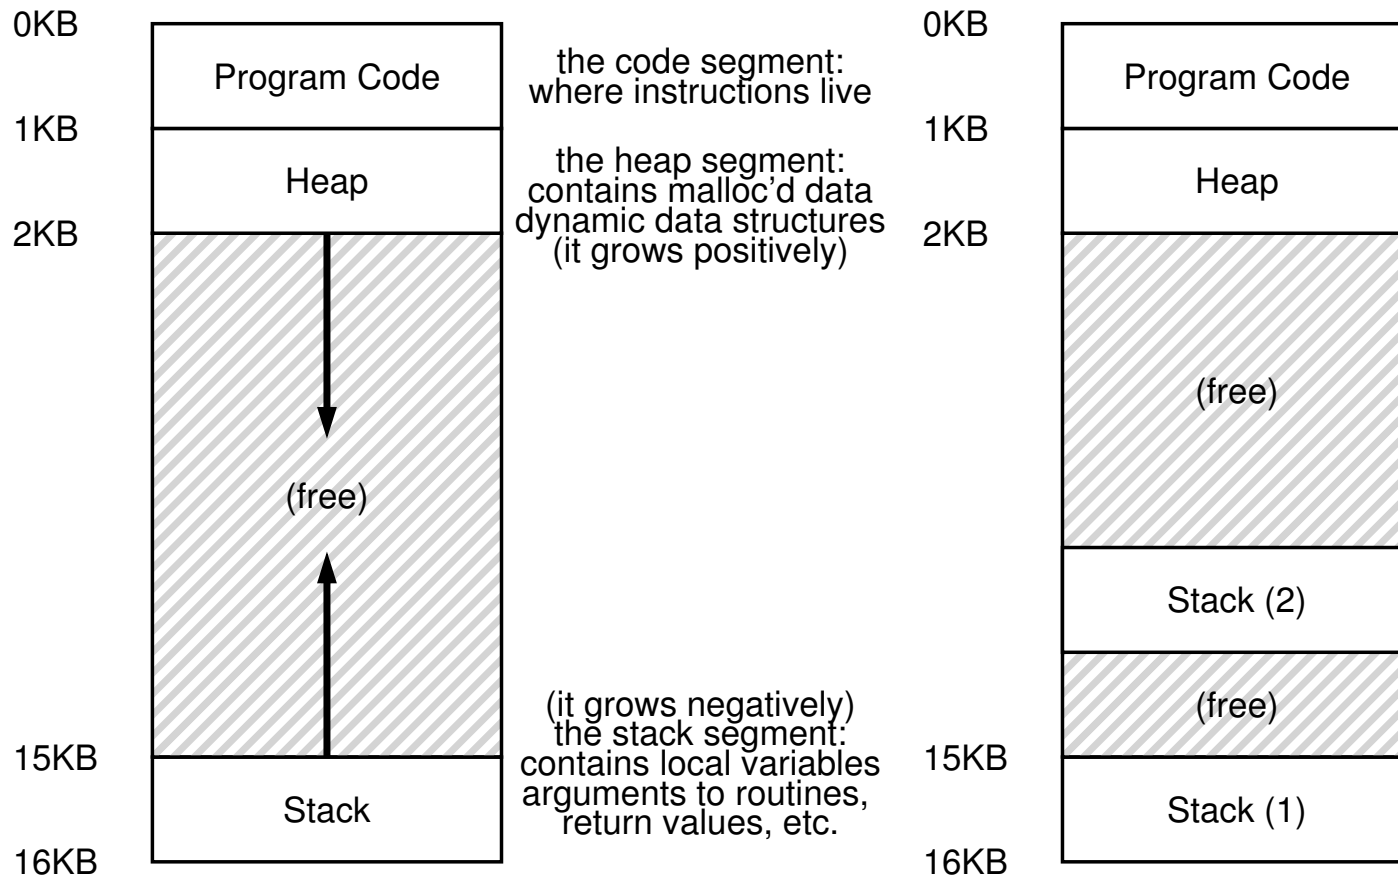 0KB
Program Code
1KB
Heap
2KB
(free)
15KB
Stack
16KB
the code segment:
where instructions live
the heap segment:
contains malloc’d data
dynamic data structures
(it grows positively)
(it grows negatively)
the stack segment:
contains local variables
arguments to routines,
return values, etc.
0KB
Program Code
1KB
Heap
2KB
(free)
Stack (2)
(free)
15KB
Stack (1)
16KB